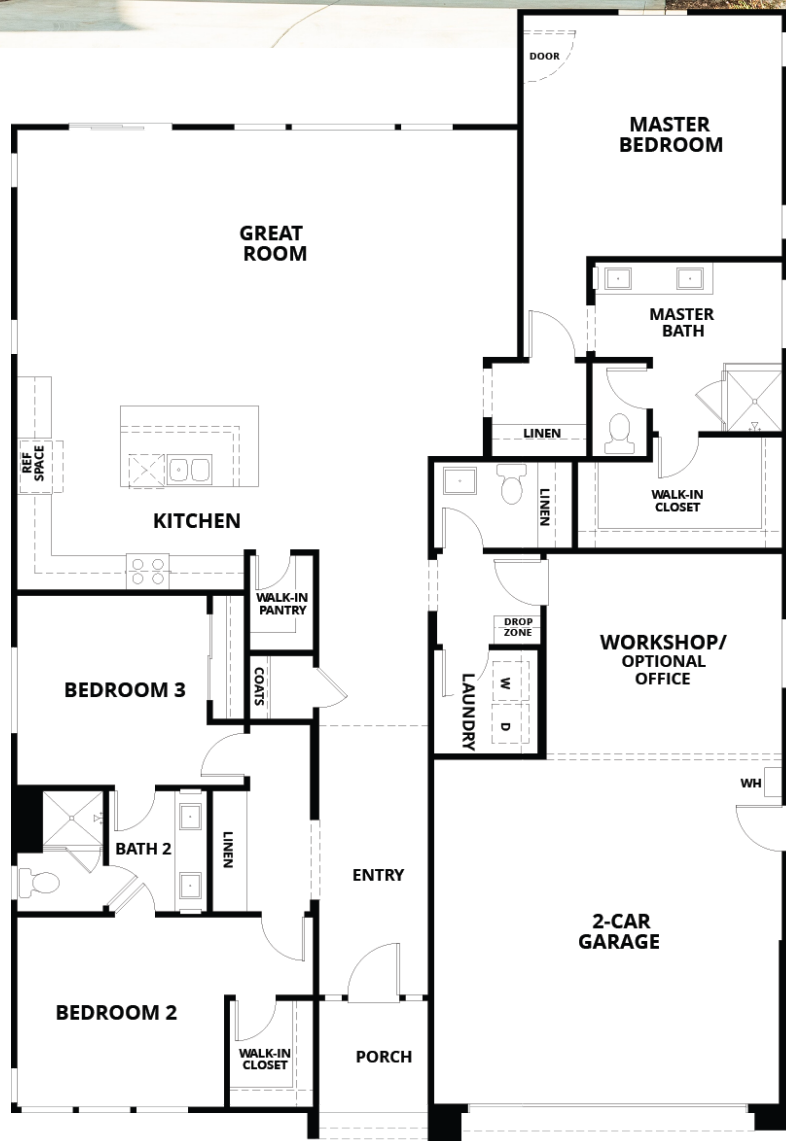 DOOR
MASTER
BEDROOM
GREAT
ROOM
MASTER
BATH
LINEN
REF
SPACE
KITCHEN
LINEN
WALK-IN
CLOSET
WALK-IN
PANTRY
DROP
ZONE
WORKSHOP/
OPTIONAL
OFFICE
BEDROOM 3
COATS
LAUNDRY
W
D
WH
BATH 2
LINEN
ENTRY
2-CAR
GARAGE
BEDROOM 2
WALK-IN
CLOSET
PORCH